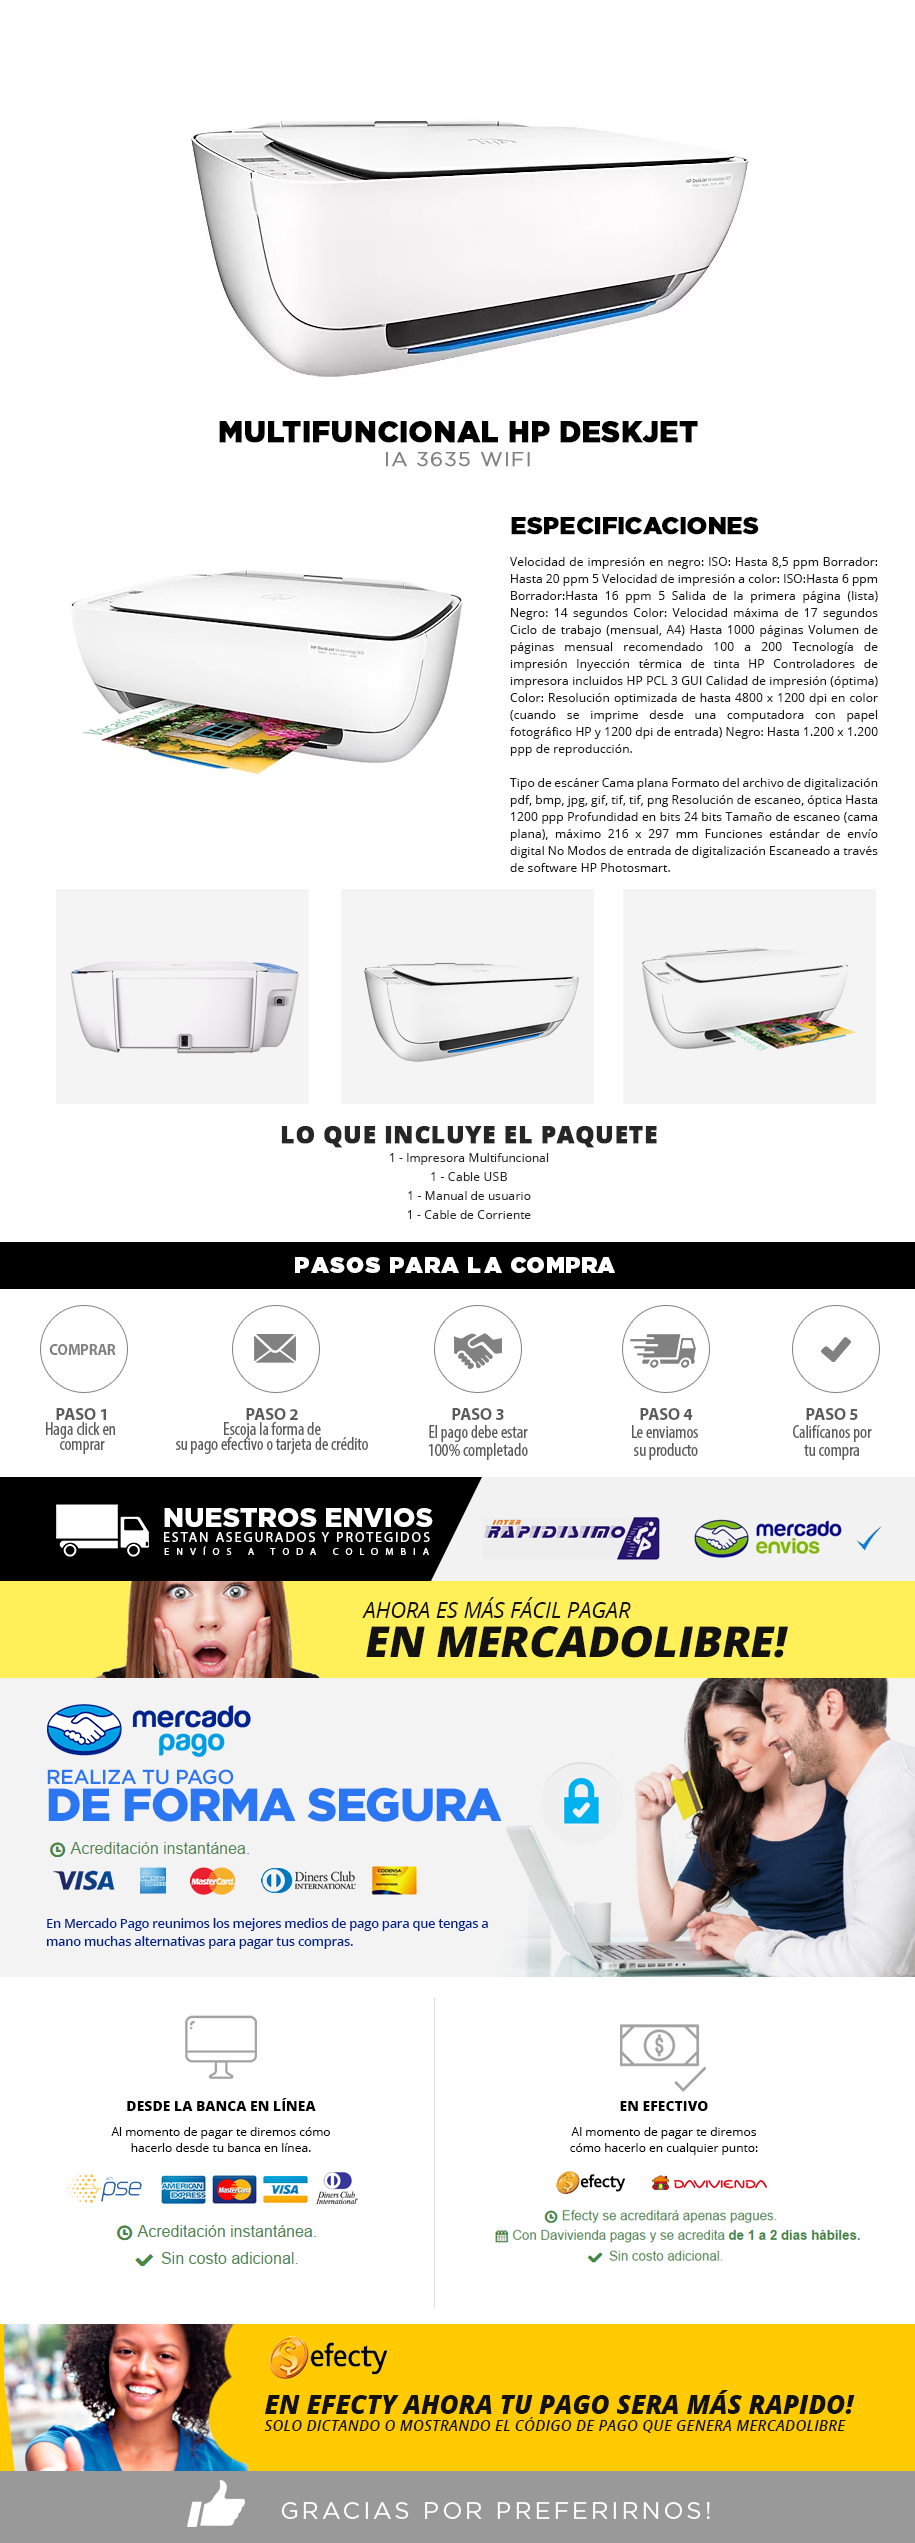 MULTIFUNCIONAL HP DESKJET
IA 3635 WIFI
ESPECIFICACIONES
Velocidad de impresión en negro: ISO: Hasta 8,5 ppm Borrador:
Hasta 20 ppm 5 Velocidad de impresión a color: ISO:Hasta 6 ppm
Borrador:Hasta 16 ppm 5 Salida de la primera página (lista)
Negro: 14 segundos Color: Velocidad máxima de 17 segundos
Ciclo de trabajo (mensual, A4) Hasta 1000 páginas Volumen de
páginas mensual recomendado 100 a 200 Tecnología de
impresión Inyección térmica de tinta HP Controladores de
impresora incluidos HP PCL 3 GUI Calidad de impresión (óptima)
Color: Resolución optimizada de hasta 4800 x 1200 dpi en color
(cuando se imprime desde una computadora con papel
fotográfico HP y 1200 dpi de entrada) Negro: Hasta 1.200 x 1.200
ppp de reproducción.
Tipo de escáner Cama plana Formato del archivo de digitalización
pdf, bmp, jpg, gif, tif, tif, png Resolución de escaneo, óptica Hasta
1200 ppp Profundidad en bits 24 bits Tamaño de escaneo (cama
plana), máximo 216 x 297 mm Funciones estándar de envío
digital No Modos de entrada de digitalización Escaneado a través
de software HP Photosmart.
LO QUE INCLUYE EL PAQUETE
1 - Impresora Multifuncional
1 - Cable USB
1 - Manual de usuario
1 - Cable de Corriente
PASOS PARA LA COMPRA
COMPRAR
PASO 1
Haga click en
comprar
PASO 2
Escoja la forma de
su pago efectivo o tarjeta de crédito
PASO 3
El pago debe estar
100% completado
PASO 4
Le enviamos
su producto
PASO 5
Califícanos por
tu compra
NUESTROS ENVIOS
ESTAN ASEGURADOS Y PROTEGIDOS
ENVÍOS A TODA COLOMBIA
INTER
RAPIDISIMO
mercado
envios
AHORA ES MÁS FÁCIL PAGAR
EN MERCADOLIBRE!
mercado
pago
REALIZA TU PAGO
DE FORMA SEGURA
Acreditación instantánea.
VISA
AMERICAN EXPRESS
MasterCard
Diners Club
INTERNATIONAL
CODENSA
En Mercado Pago reunimos los mejores medios de pago para que tengas a
mano muchas alternativas para pagar tus compras.
DESDE LA BANCA EN LÍNEA
Al momento de pagar te diremos cómo
hacerlo desde tu banca en línea.
pse
AMERICAN EXPRESS
MasterCard
VISA
Diners Club
International
Acreditación instantánea.
Sin costo adicional.
EN EFECTIVO
Al momento de pagar te diremos
cómo hacerlo en cualquier punto:
efecty
DAVIVIENDA
Efecty se acreditará apenas pagues.
Con Davivienda pagas y se acredita de 1 a 2 días hábiles.
Sin costo adicional.
efecty
EN EFECTY AHORA TU PAGO SERA MÁS RAPIDO!
SOLO DICTANDO O MOSTRANDO EL CÓDIGO DE PAGO QUE GENERA MERCADOLIBRE
GRACIAS POR PREFERIRNOS!